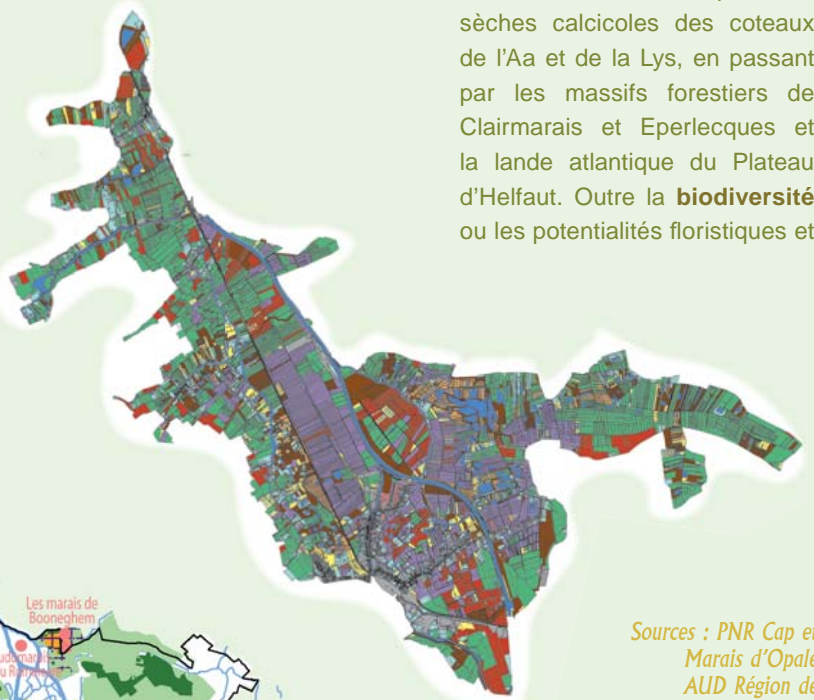 sèches calcicoles des coteaux
de l'Aa et de la Lys, en passant
par les massifs forestiers de
Clairmarais et Eperlecques et
la lande atlantique du Plateau
d'Helfaut. Outre la biodiversité
ou les potentialités floristiques et
Les marais de
Booneghem
Sources : PNR Cap et
Marais d'Opale
AUD Région de